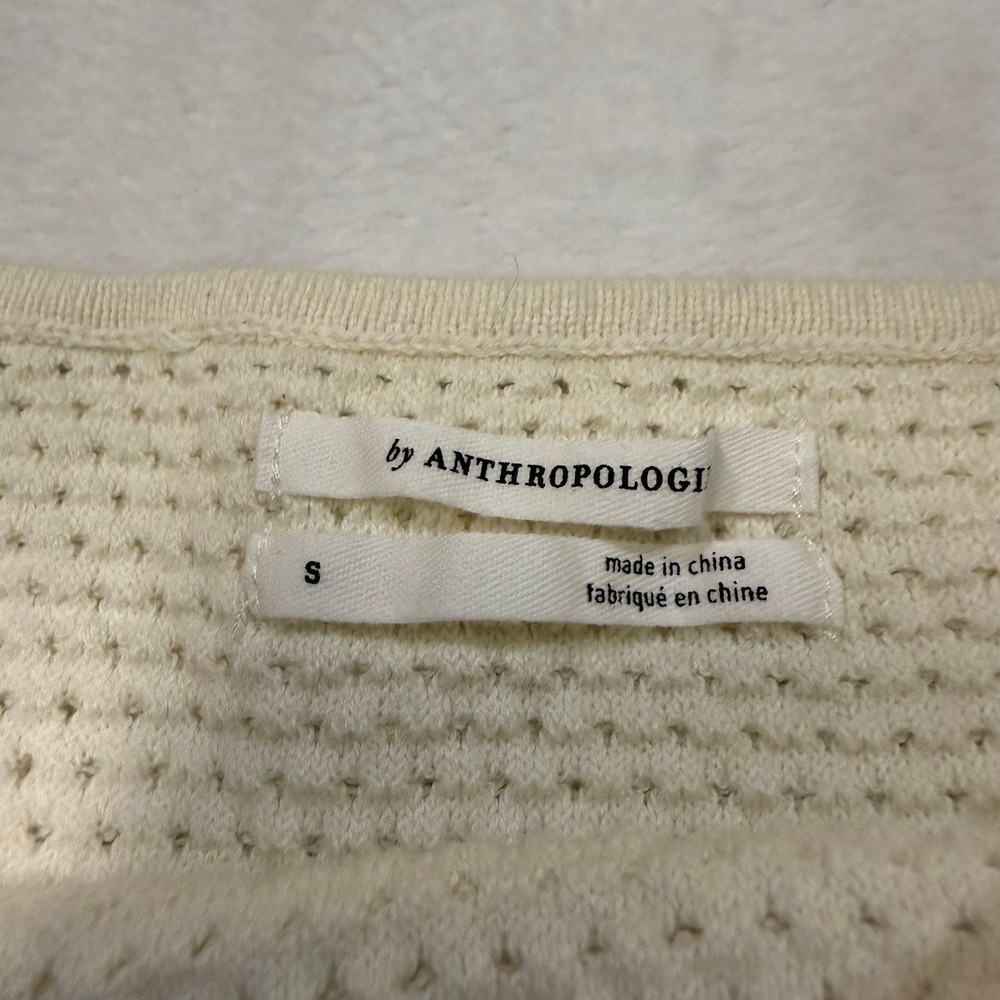 by ANTHROPOLOGI
S
made in china
fabriqué en chine